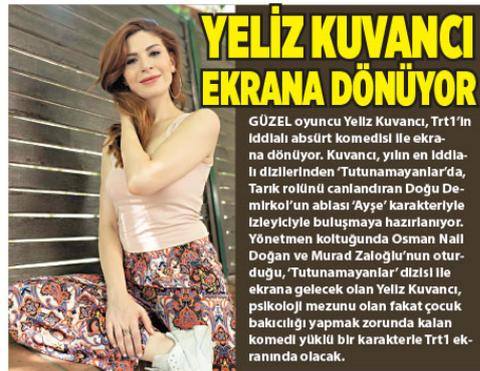 YELİZ KUVANCI
EKRANA DÖNÜYOR
GÜZEL oyuncu Yeliz Kuvancı, Trt1'in
iddialı absürt komedisi ile ekra-
na dönüyor. Kuvancı, yılın en iddia-
lı dizilerinden 'Tutunamayanlar'da,
Tarık rolünü canlandıran Doğu De-
mirkol'un ablası 'Ayşe' karakteriyle
izleyiciyle buluşmaya hazırlanıyor.
Yönetmen koltuğunda Osman Nail
Doğan ve Murad Zaloğlu'nun otur-
duğu, 'Tutunamayanlar' dizisi ile
ekrana gelecek olan Yeliz Kuvancı,
psikoloji mezunu olan fakat çocuk
bakıcılığı yapmak zorunda kalan
komedi yüklü bir karakterle Trt1 ek-
ranında olacak.